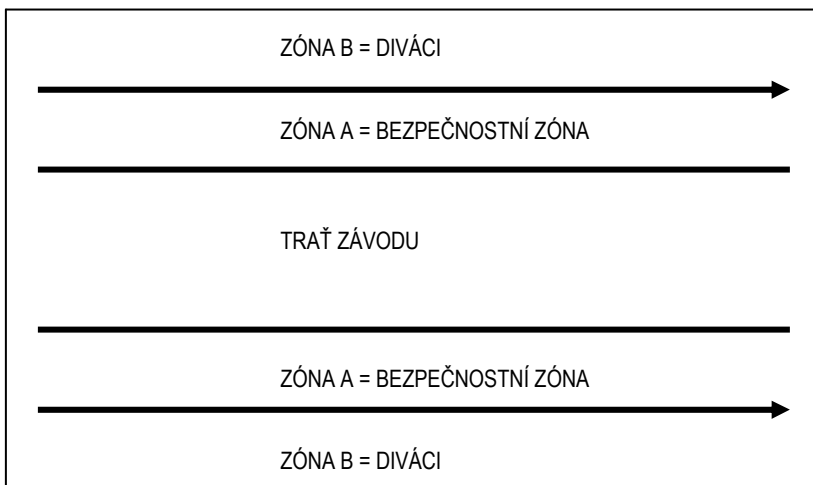 ZÓNA B = DIVÁCI
ZÓNA A = BEZPEČNOSTNÍ ZÓNA
TRAŤ ZÁVODU
ZÓNA A = BEZPEČNOSTNÍ ZÓNA
ZÓNA B = DIVÁCI